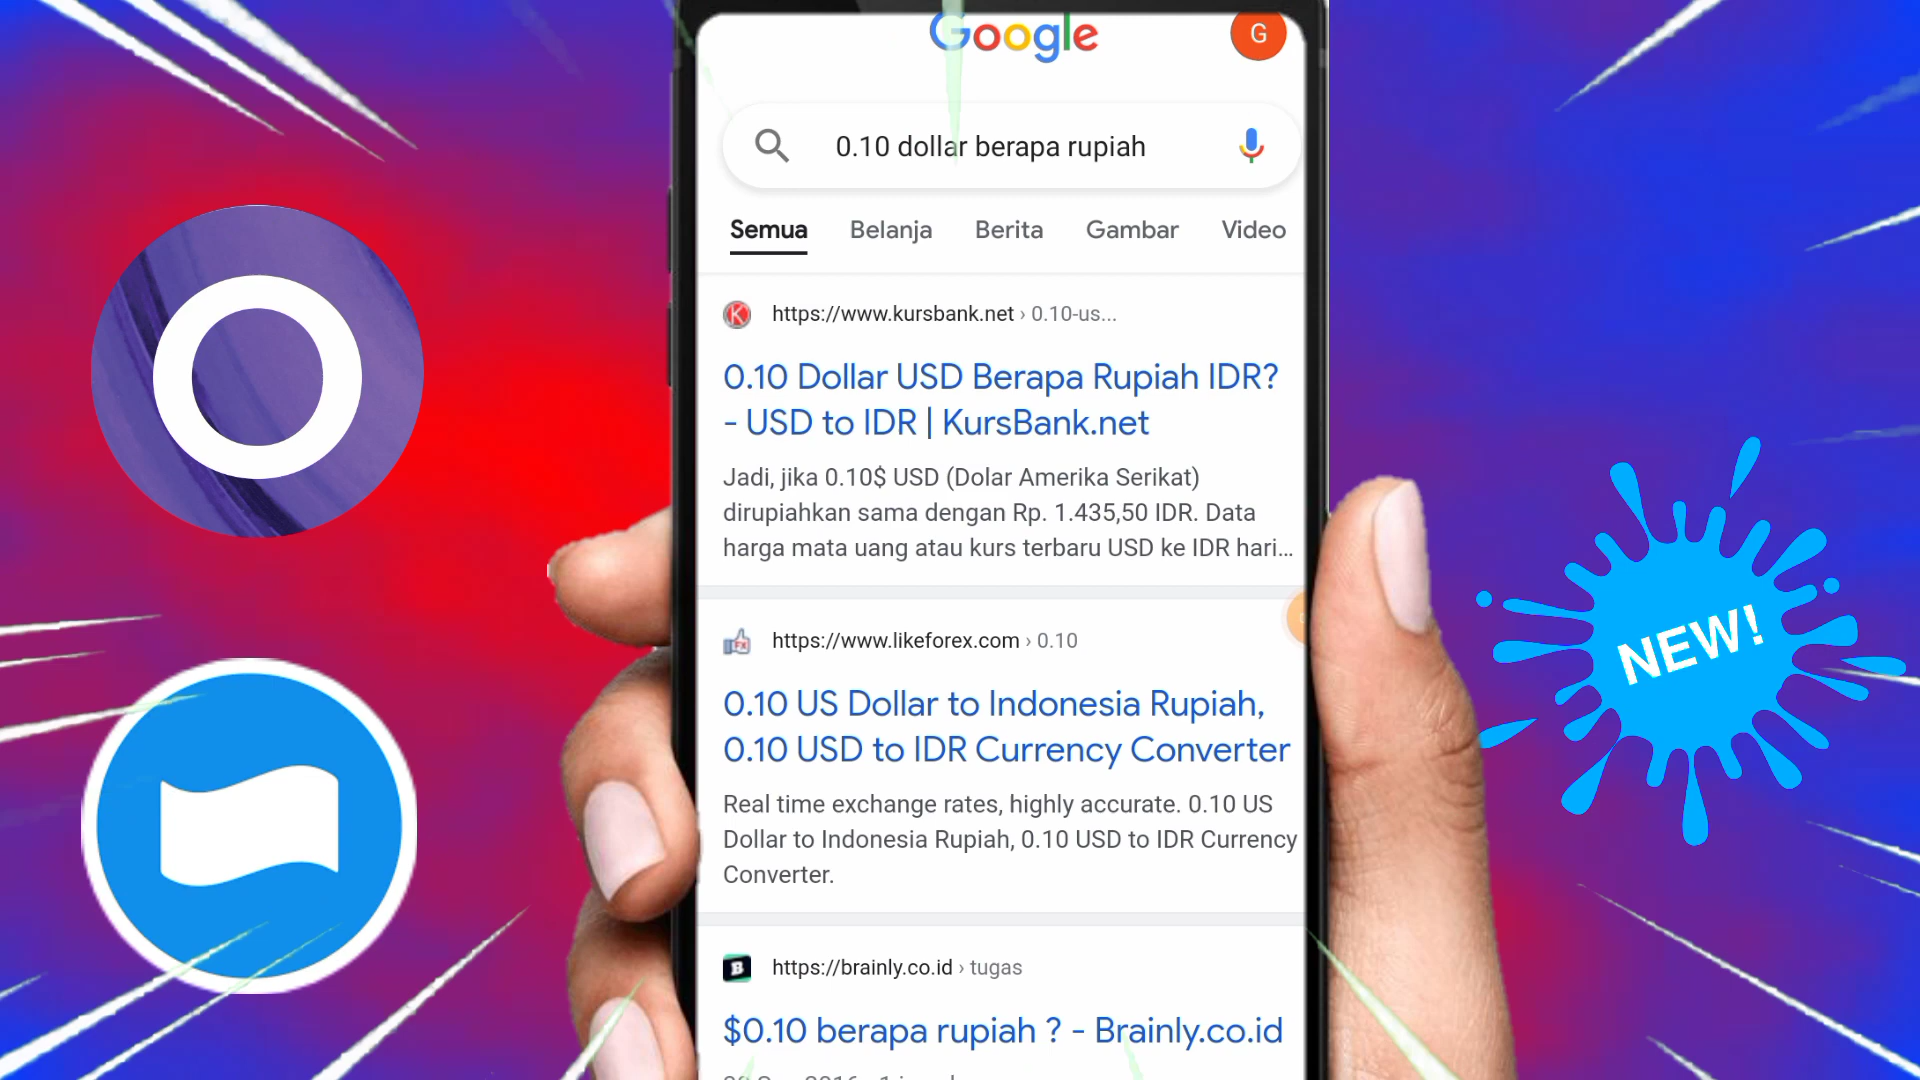 Google
G
0.10 dollar berapa rupiah
Semua Belanja Berita Gambar Video
https://www.kursbank.net › 0.10-us...
0.10 Dollar USD Berapa Rupiah IDR?
- USD to IDR | KursBank.net
Jadi, jika 0.10$ USD (Dolar Amerika Serikat)
dirupiahkan sama dengan Rp. 1.435,50 IDR. Data
harga mata uang atau kurs terbaru USD ke IDR hari...
https://www.likeforex.com › 0.10
0.10 US Dollar to Indonesia Rupiah,
0.10 USD to IDR Currency Converter
Real time exchange rates, highly accurate. 0.10 US
Dollar to Indonesia Rupiah, 0.10 USD to IDR Currency
Converter.
https://brainly.co.id › tugas
$0.10 berapa rupiah ? - Brainly.co.id
NEW!